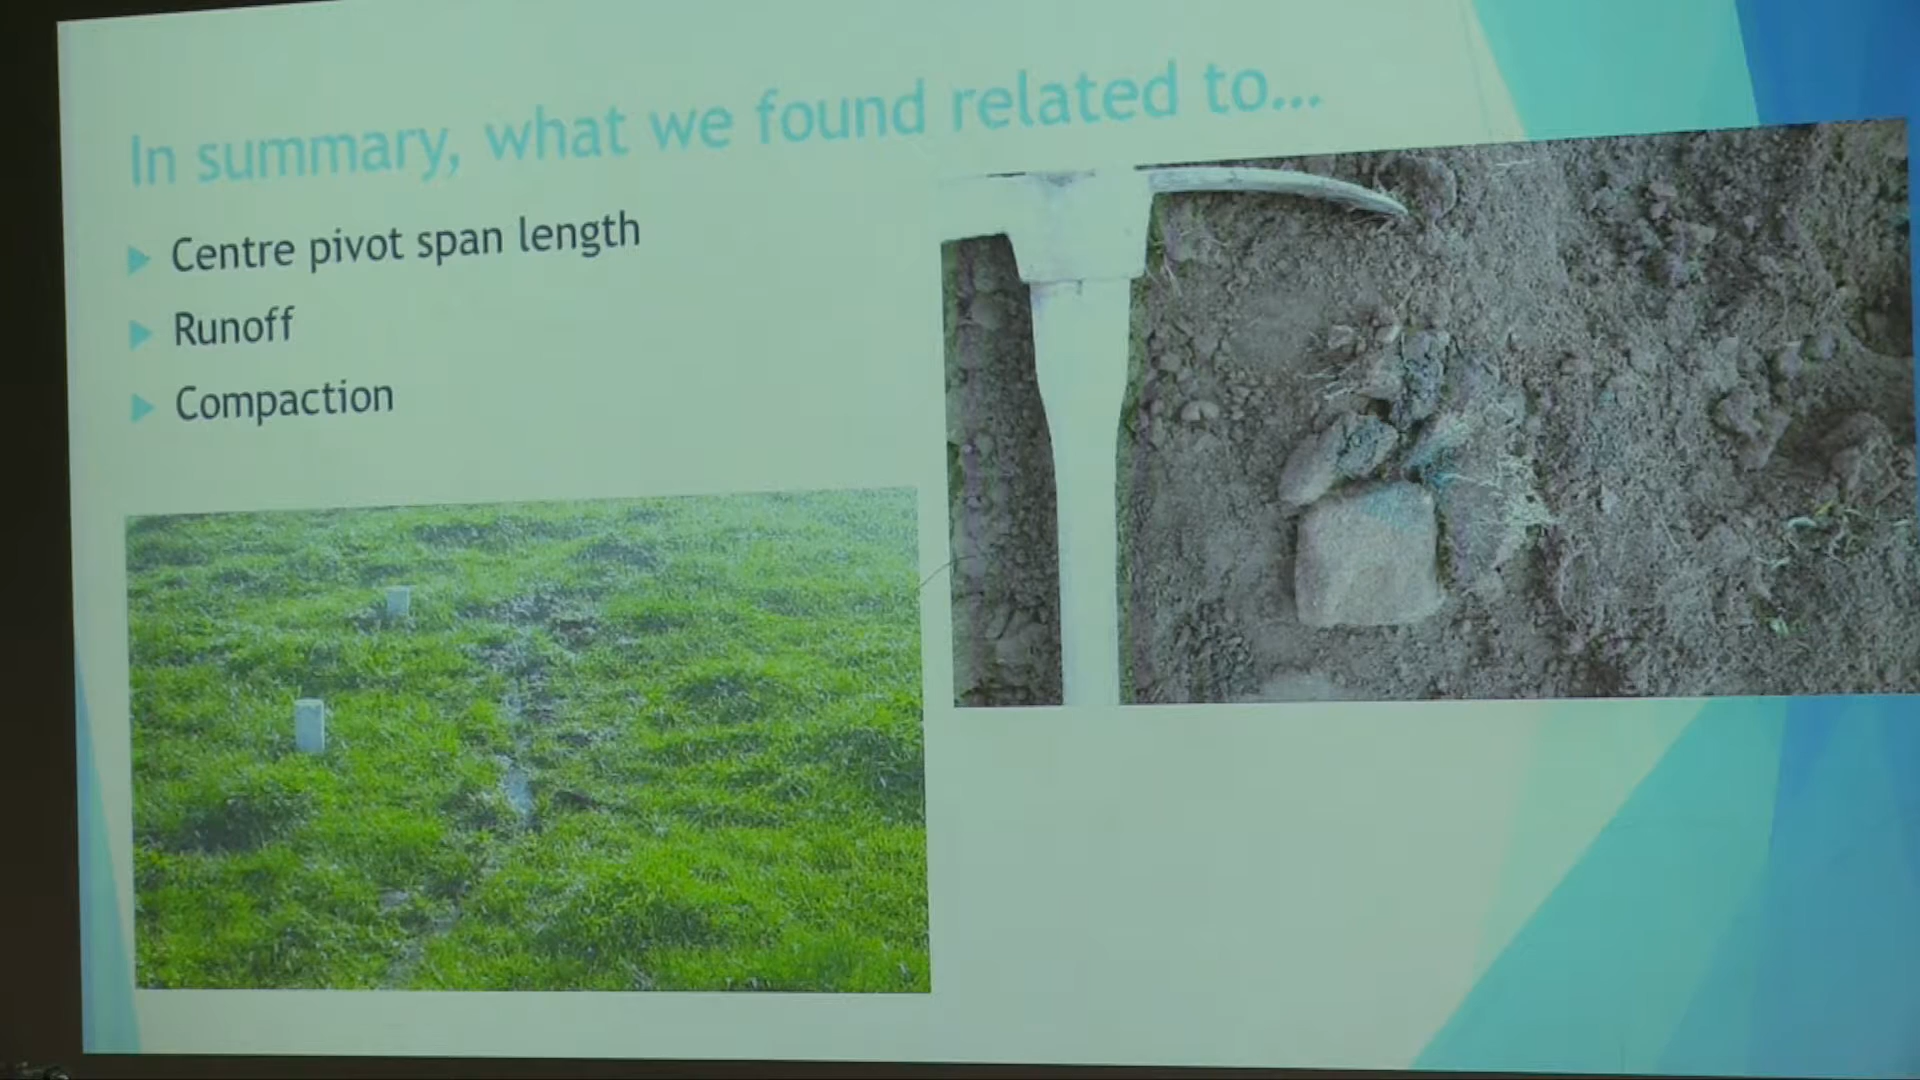 In summary, what we found related to...
Centre pivot span length
Runoff
Compaction